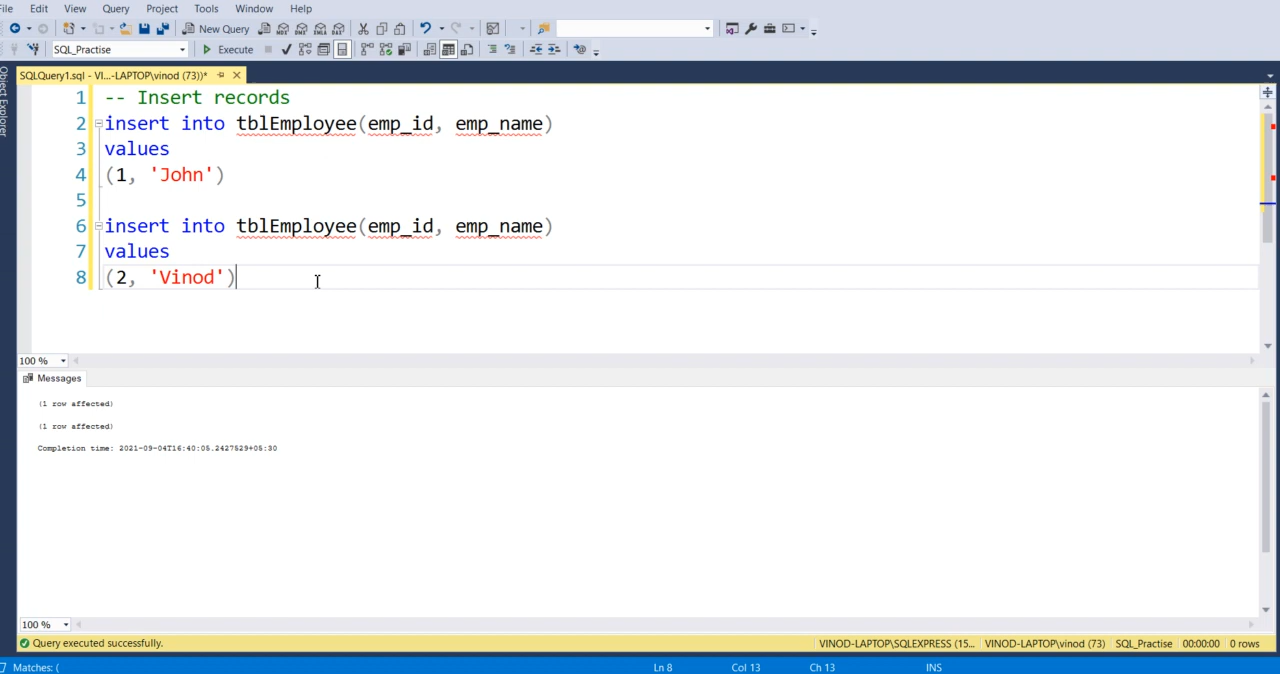 File Edit View Query Project Tools Window Help
New Query
SQL_Practise Execute
Object Explorer
SQLQuery1.sql - VI...-LAPTOP\vinod (73))*
1 -- Insert records
2 insert into tblEmployee(emp_id, emp_name)
3 values
4 (1, 'John')
5
6 insert into tblEmployee(emp_id, emp_name)
7 values
8 (2, 'Vinod')
100 %
Messages
(1 row affected)
(1 row affected)
Completion time: 2021-09-04T16:40:05.2427529+05:30
100 %
Query executed successfully. VINOD-LAPTOP\SQLEXPRESS (15... VINOD-LAPTOP\vinod (73) SQL_Practise 00:00:00 0 rows
Matches: ( Ln 8 Col 13 Ch 13 INS